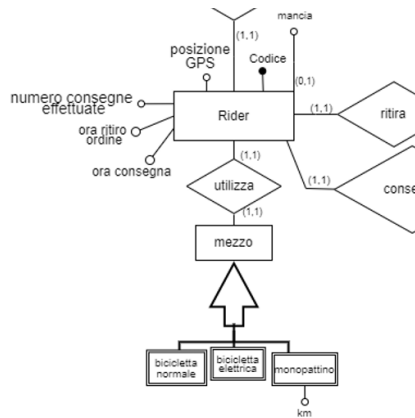 (1,1)
mancia
posizione
GPS
Codice
(0,1)
numero consegne
effettuate
Rider
(1,1)
ritira
ora ritiro
ordine
ora consegna
(1,1)
utilizza
(1,1)
conse
(1,1)
mezzo
bicicletta
normale
bicicletta
elettrica
monopattino
km